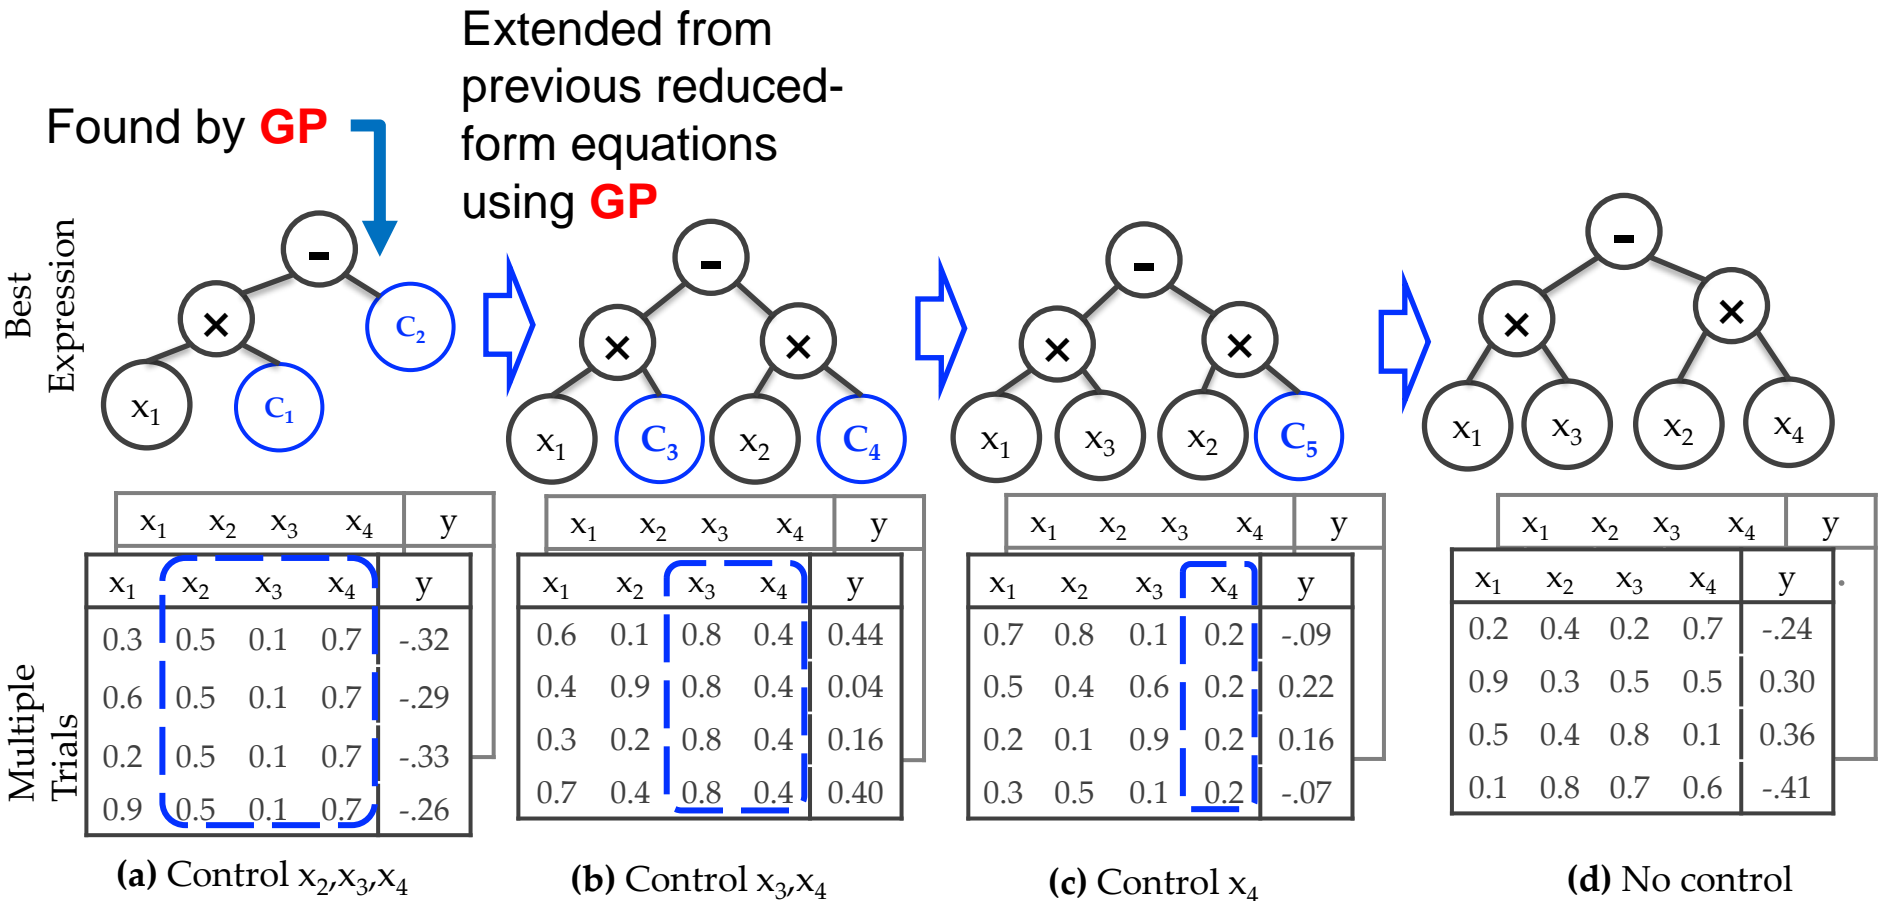 Extended from
previous reduced-
form equations
using GP
Found by GP
Best
Expression
-
×
C2
x1
C1
-
×
×
x1
C3
x2
C4
-
×
×
x1
x3
x2
C5
-
×
×
x1
x3
x2
x4
Multiple
Trials
x1 x2 x3 x4 y
x1 x2 x3 x4 y
0.3 0.5 0.1 0.7 -.32
0.6 0.5 0.1 0.7 -.29
0.2 0.5 0.1 0.7 -.33
0.9 0.5 0.1 0.7 -.26
x1 x2 x3 x4 y
x1 x2 x3 x4 y
0.6 0.1 0.8 0.4 0.44
0.4 0.9 0.8 0.4 0.04
0.3 0.2 0.8 0.4 0.16
0.7 0.4 0.8 0.4 0.40
x1 x2 x3 x4 y
x1 x2 x3 x4 y
0.7 0.8 0.1 0.2 -.09
0.5 0.4 0.6 0.2 0.22
0.2 0.1 0.9 0.2 0.16
0.3 0.5 0.1 0.2 -.07
x1 x2 x3 x4 y
x1 x2 x3 x4 y
0.2 0.4 0.2 0.7 -.24
0.9 0.3 0.5 0.5 0.30
0.5 0.4 0.8 0.1 0.36
0.1 0.8 0.7 0.6 -.41
(a) Control x2,x3,x4
(b) Control x3,x4
(c) Control x4
(d) No control